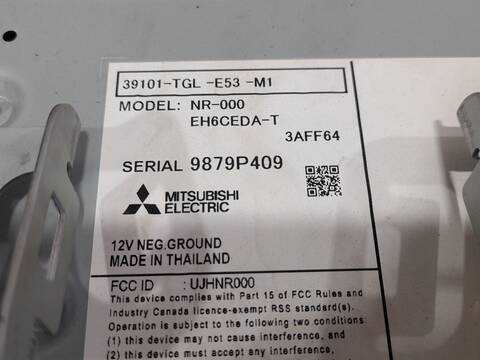 39101-TGL -E53 -M1
MODEL: NR-000
EH6CEDA-T
3AFF64
SERIAL 9879P409
MITSUBISHI
ELECTRIC
12V NEG.GROUND
MADE IN THAILAND
FCC ID : UJHNR000
This device complies with Part 15 of FCC Rules and
Industry Canada licence-exempt RSS standard(s).
Operation is subject to the following two conditions:
(1) this device may not cause interference, and
(2) this device must accept any interference,